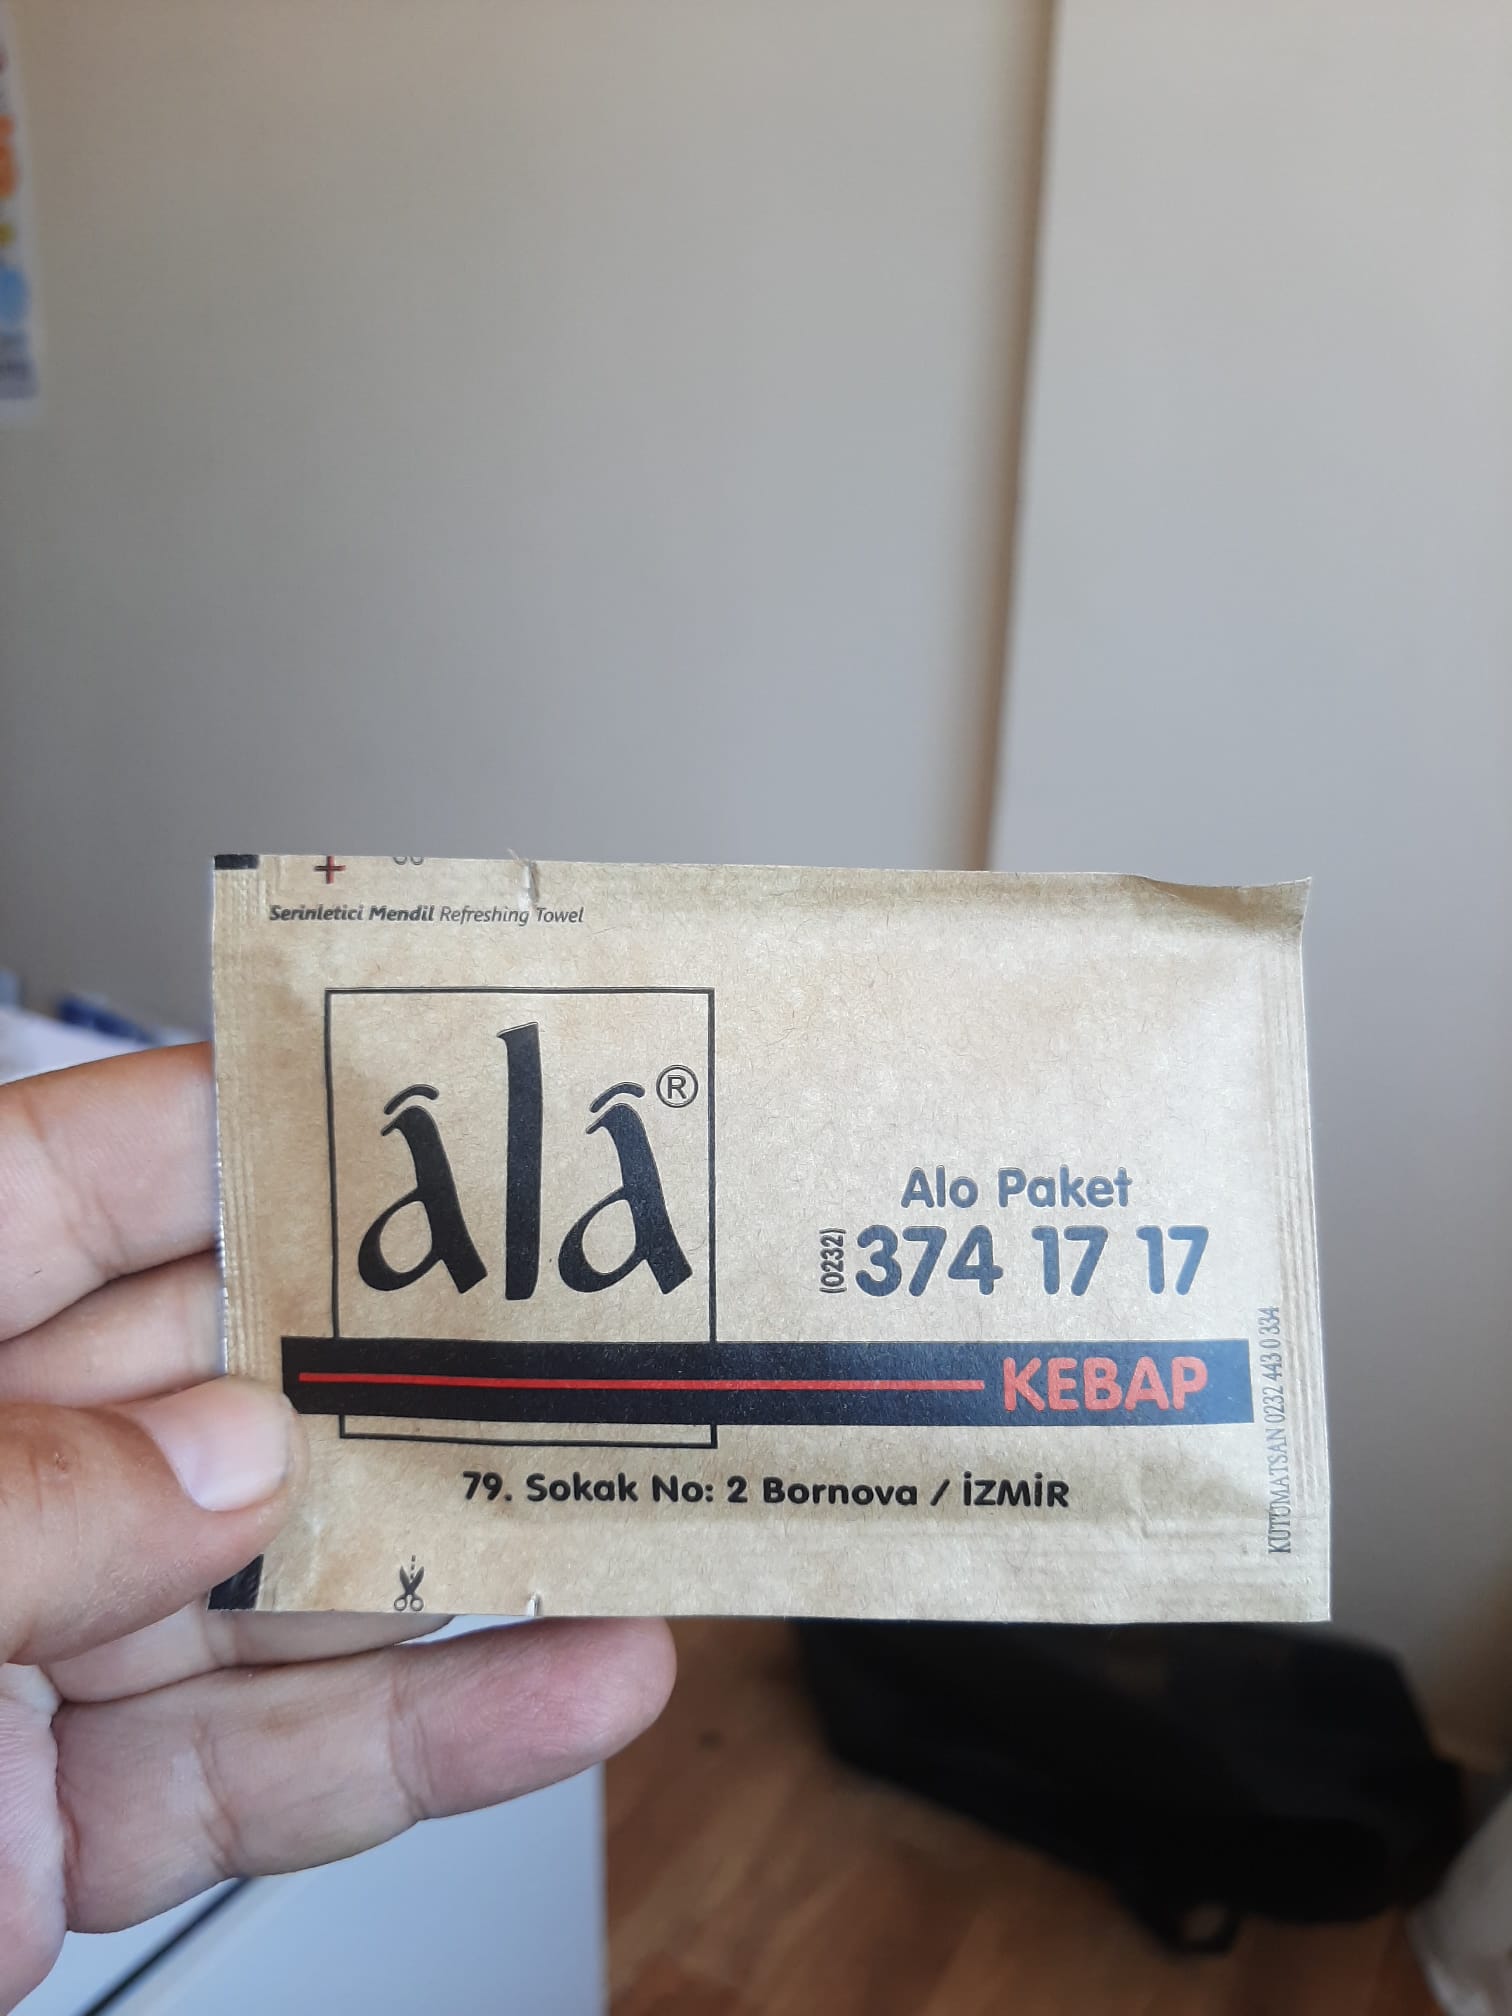 Serinletici Mendil Refreshing Towel
âlâ®
Alo Paket
(0232) 374 17 17
KEBAP
79. Sokak No: 2 Bornova / İZMİR
KUTUMATSAN 0232 443 0 334